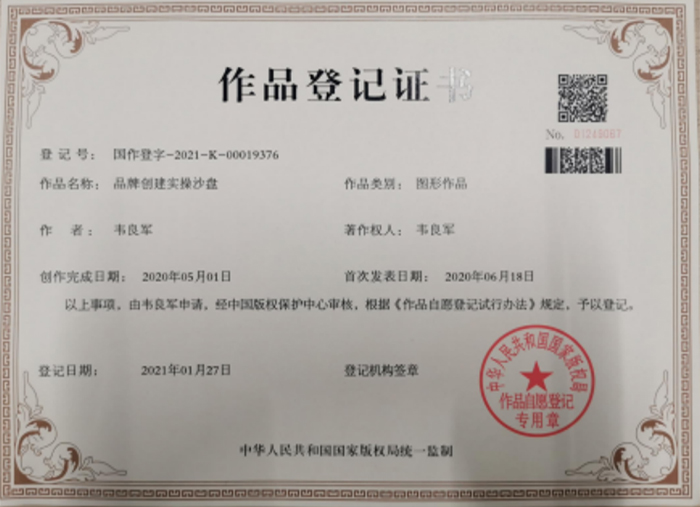 作品登记证书
No. 01248087
登 记 号： 国作登字-2021-K-00019376
作品名称： 品牌创建实操沙盘 作品类别： 图形作品
作 者： 韦良军 著作权人： 韦良军
创作完成日期： 2020年05月01日 首次发表日期： 2020年06月18日
以上事项，由韦良军申请，经中国版权保护中心审核，根据《作品自愿登记试行办法》规定，予以登记。
登记日期： 2021年01月27日 登记机构签章
中华人民共和国国家版权局
作品自愿登记
专用章
中华人民共和国国家版权局统一监制